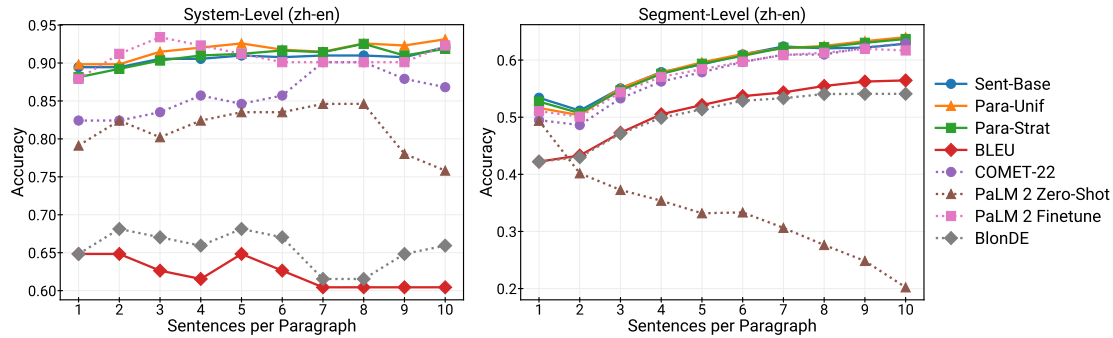 System-Level (zh-en)
Accuracy
0.95
0.90
0.85
0.80
0.75
0.70
0.65
0.60
1 2 3 4 5 6 7 8 9 10
Sentences per Paragraph
Segment-Level (zh-en)
Accuracy
0.6
0.5
0.4
0.3
0.2
1 2 3 4 5 6 7 8 9 10
Sentences per Paragraph
Sent-Base
Para-Unif
Para-Strat
BLEU
COMET-22
PaLM 2 Zero-Shot
PaLM 2 Finetune
BlonDE